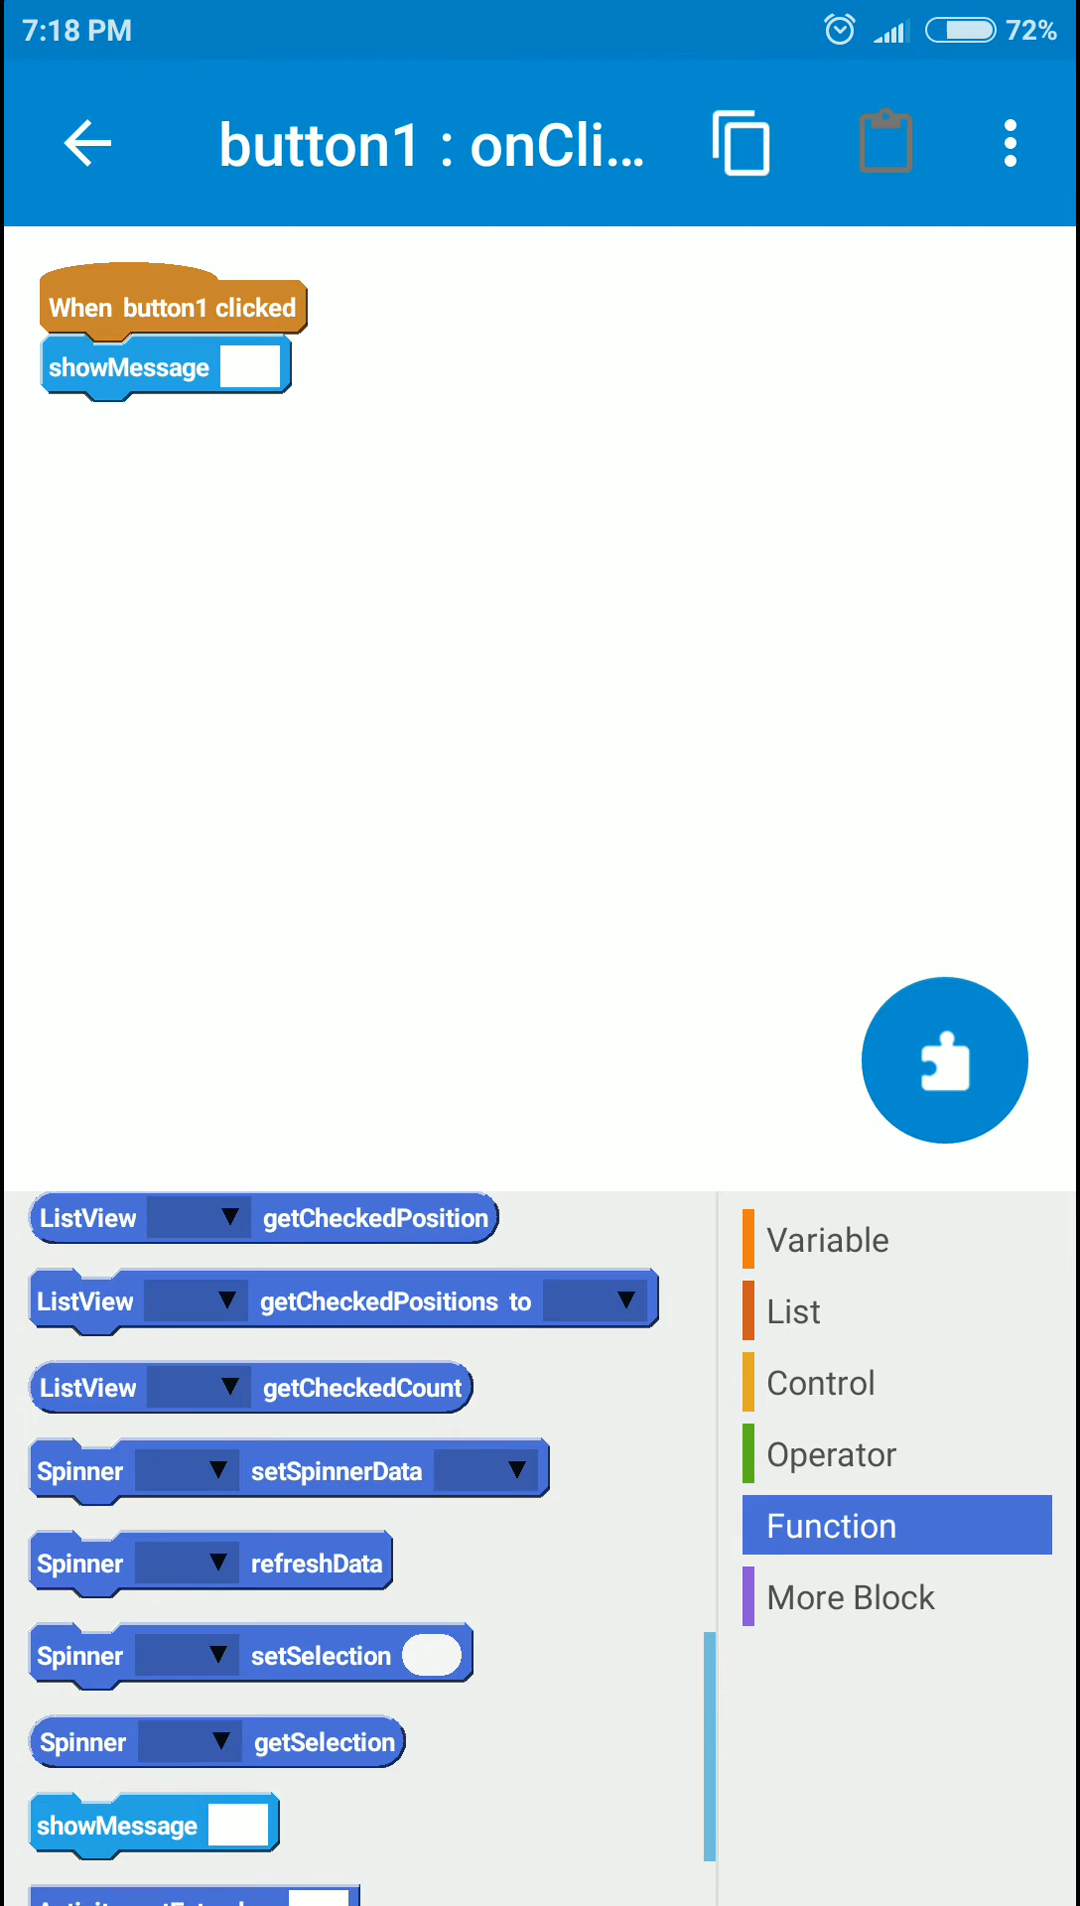 7:18 PM 72%
button1 : onCli...
When button1 clicked
showMessage
ListView getCheckedPosition
ListView getCheckedPositions to
ListView getCheckedCount
Spinner setSpinnerData
Spinner refreshData
Spinner setSelection
Spinner getSelection
showMessage
Variable
List
Control
Operator
Function
More Block